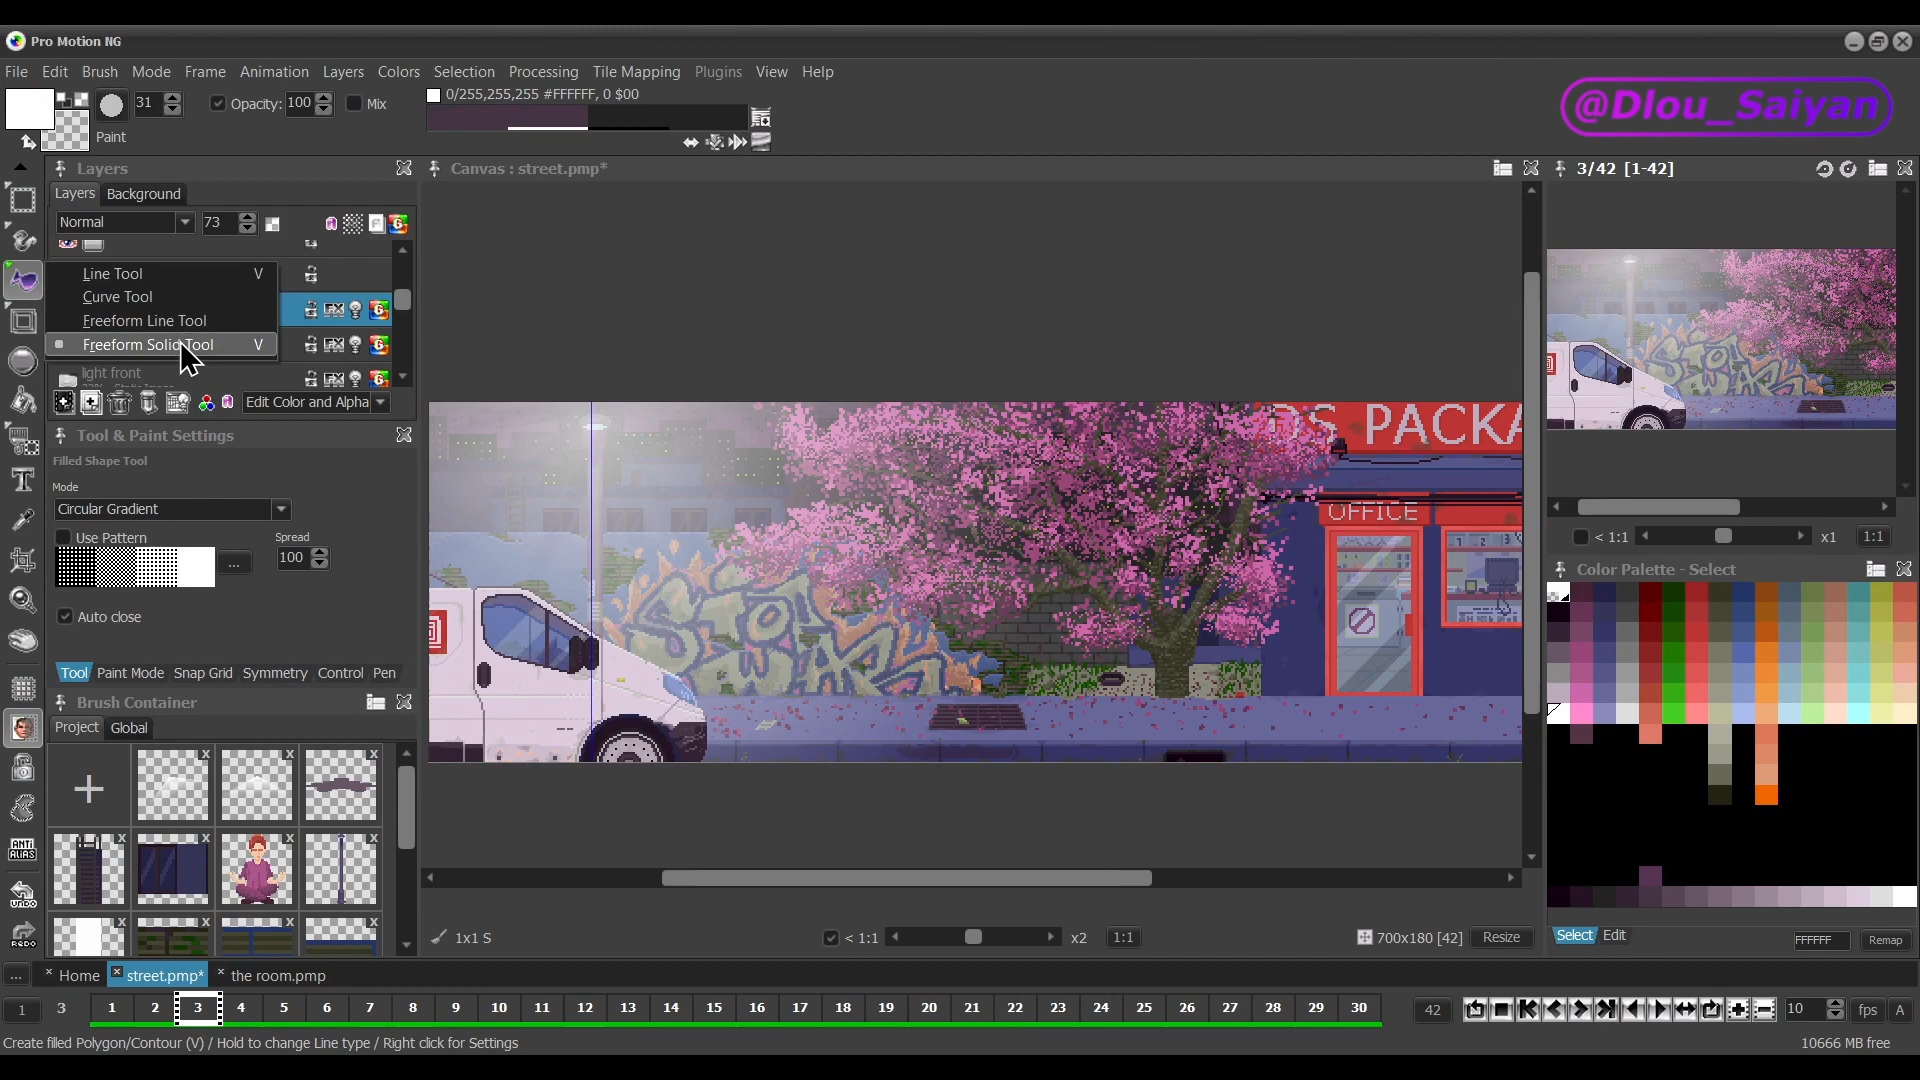 Pro Motion NG
File Edit Brush Mode Frame Animation Layers Colors Selection Processing Tile Mapping Plugins View Help
31 Opacity: 100 Mix
0/255,255,255 #FFFFFF, 0 $00
Paint
@Dlou_Saiyan
Layers
Layers Background
Normal 73
Line Tool V
Curve Tool
Freeform Line Tool
Freeform Solid Tool V
light front
Edit Color and Alpha
Tool & Paint Settings
Filled Shape Tool
Mode
Circular Gradient
Use Pattern
Spread
100
...
Auto close
Tool Paint Mode Snap Grid Symmetry Control Pen
Brush Container
Project Global
ANTI
ALIAS
UNDO
REDO
Canvas : street.pmp*
OS PACKA
OFFICE
STOP
WAR
1x1 S
< 1:1
x2
1:1
700x180 [42]
Resize
3/42 [1-42]
< 1:1
x1
1:1
Color Palette - Select
Select Edit
FFFFFF
Remap
... Home street.pmp* the room.pmp
1 3 1 2 3 4 5 6 7 8 9 10 11 12 13 14 15 16 17 18 19 20 21 22 23 24 25 26 27 28 29 30 42 10 fps A
Create filled Polygon/Contour (V) / Hold to change Line type / Right click for Settings
10666 MB free